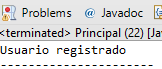 Problems @ Javadoc
<terminated> Principal (22) [Ja
Usuario registrado
---------------------